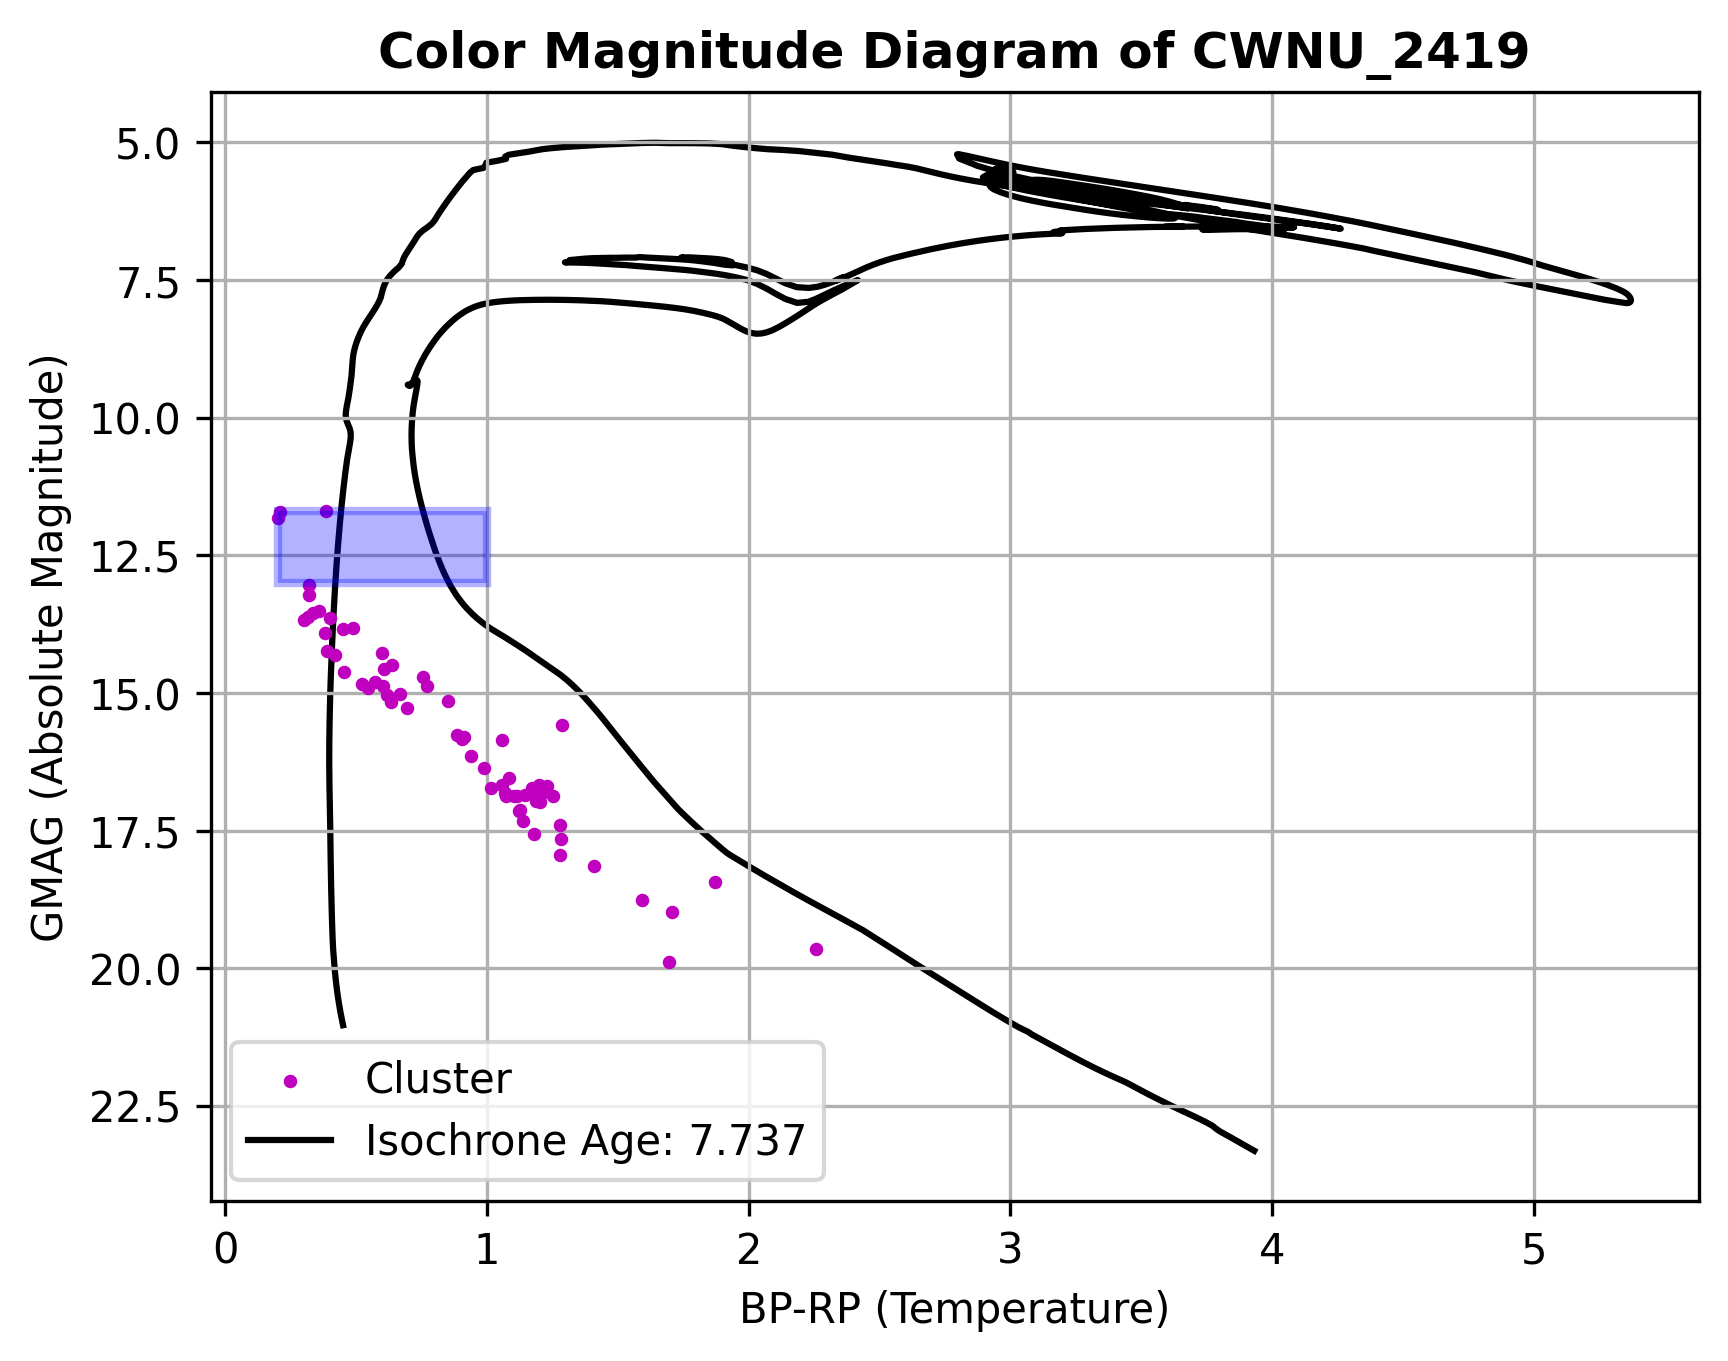 Color Magnitude Diagram of CWNU_2419
GMAG (Absolute Magnitude)
5.0
7.5
10.0
12.5
15.0
17.5
20.0
22.5
Cluster
Isochrone Age: 7.737
0 1 2 3 4 5
BP-RP (Temperature)